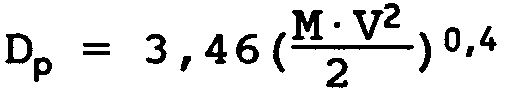 Dₚ = 3,46(M·V²/2)⁰,⁴